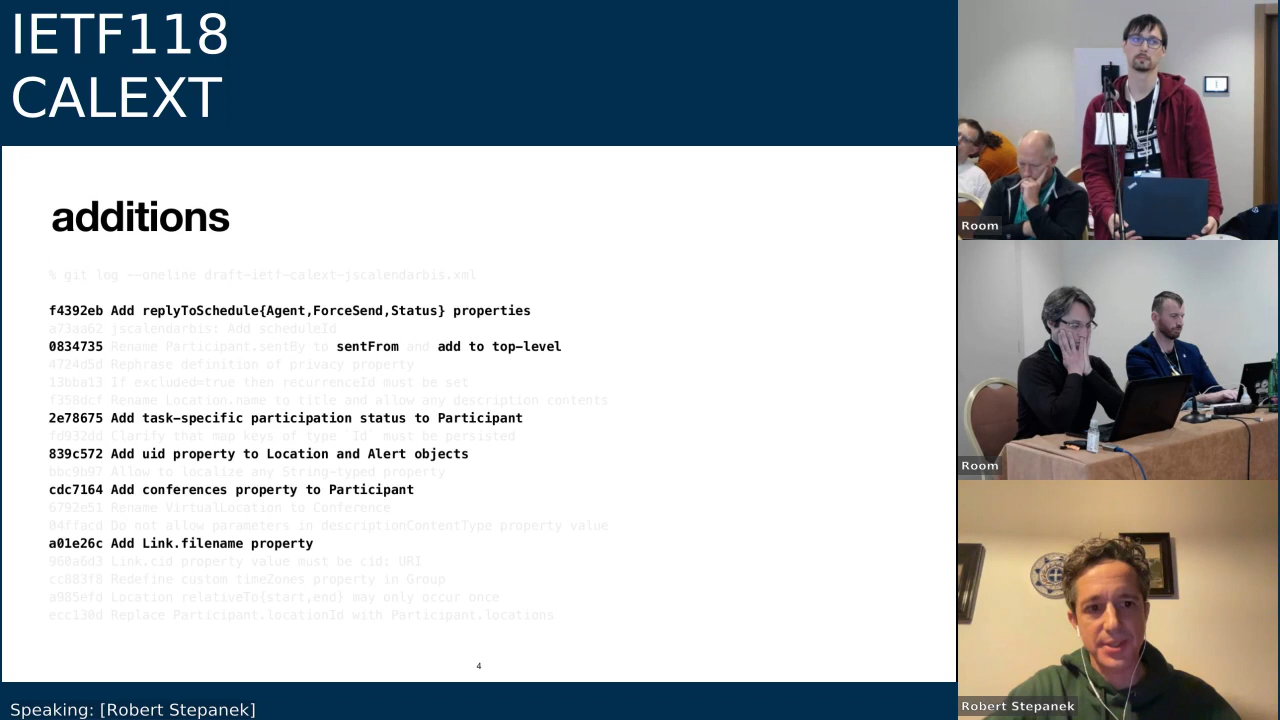 IETF118
CALEXT
additions
% git log --oneline draft-ietf-calext-jscalendarbis.xml
f4392eb Add replyToSchedule{Agent,ForceSend,Status} properties
a73aa62 jscalendarbis: Add scheduleId
0834735 Rename Participant.sentBy to sentFrom and add to top-level
4724d5d Rephrase definition of privacy property
13bba13 If excluded=true then recurrenceId must be set
f358dcf Rename Location.name to title and allow any description contents
2e78675 Add task-specific participation status to Participant
fd932dd Clarify that map keys of type `Id` must be persisted
839c572 Add uid property to Location and Alert objects
bbc9b97 Allow to localize any String-typed property
cdc7164 Add conferences property to Participant
6792e51 Rename VirtualLocation to Conference
04ffacd Do not allow parameters in descriptionContentType property value
a01e26c Add Link.filename property
960a6d3 Link.cid property value must be cid: URI
cc883f8 Redefine custom timeZones property in Group
a985efd Location relativeTo{start,end} may only occur once
ecc130d Replace Participant.locationId with Participant.locations
4
Room
Room
Robert Stepanek
Speaking: [Robert Stepanek]